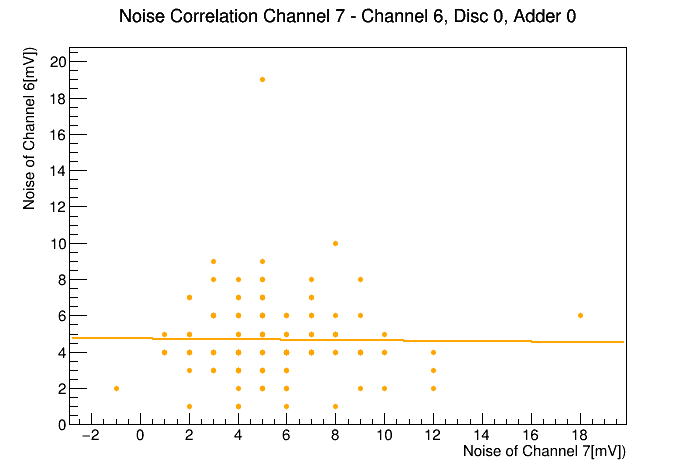 Noise Correlation Channel 7 - Channel 6, Disc 0, Adder 0
Noise of Channel 6[mV])
20
18
16
14
12
10
8
6
4
2
0
−2 0 2 4 6 8 10 12 14 16 18
Noise of Channel 7[mV])